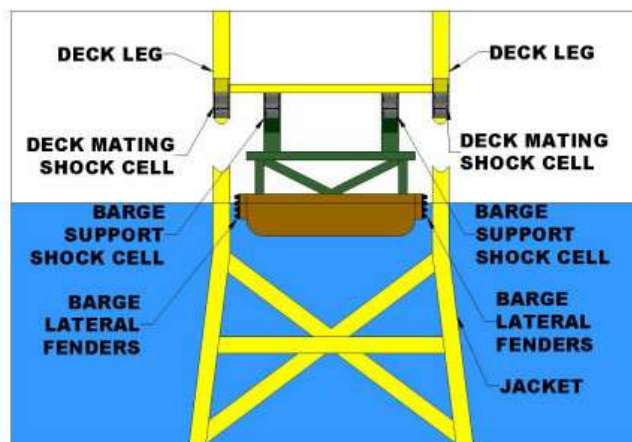 DECK LEG
DECK MATING
SHOCK CELL
BARGE
SUPPORT
SHOCK CELL
BARGE
LATERAL
FENDERS
DECK LEG
DECK MATING
SHOCK CELL
BARGE
SUPPORT
SHOCK CELL
BARGE
LATERAL
FENDERS
JACKET